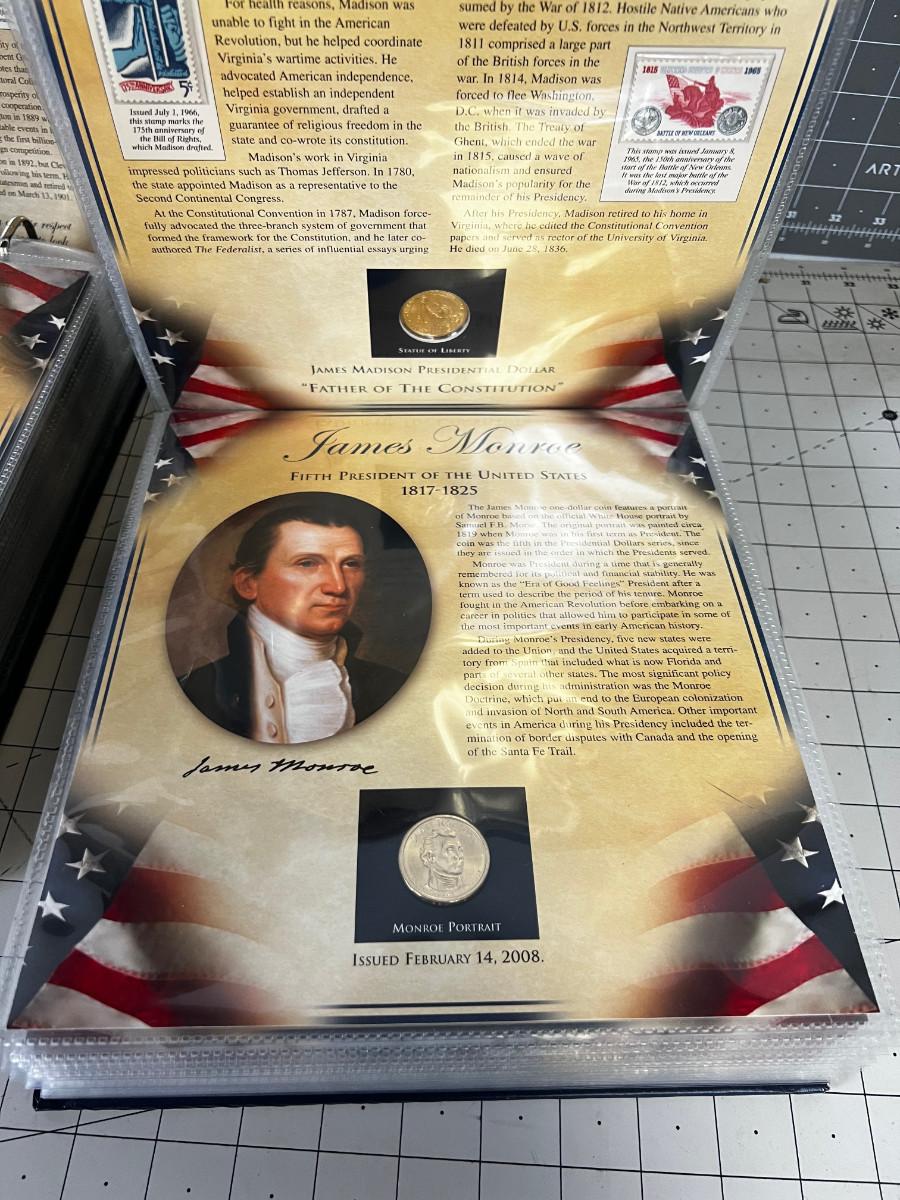 For health reasons, Madison was
unable to fight in the American
Revolution, but he helped coordinate
Virginia's wartime activities. He
advocated American independence,
helped establish an independent
Virginia government, drafted a
guarantee of religious freedom in the
state and co-wrote its constitution.
Madison's work in Virginia
impressed politicians such as Thomas Jefferson. In 1780,
the state appointed Madison as a representative to the
Second Continental Congress.
At the Constitutional Convention in 1787, Madison force-
fully advocated the three-branch system of government that
formed the framework for the Constitution, and he later co-
authored The Federalist, a series of influential essays urging
5¢
Issued July 1, 1966,
this stamp marks the
175th anniversary of
the Bill of Rights,
which Madison drafted.
sumed by the War of 1812. Hostile Native Americans who
were defeated by U.S. forces in the Northwest Territory in
1811 comprised a large part
of the British forces in the
war. In 1814, Madison was
forced to flee Washington,
D.C. when it was invaded by
the British. The Treaty of
Ghent, which ended the war
in 1815, caused a wave of
nationalism and ensured
Madison's popularity for the
remainder of his Presidency.
After his Presidency, Madison retired to his home in
Virginia, where he edited the Constitutional Convention
papers and served as rector of the University of Virginia.
He died on June 28, 1836.
1815 1965
BATTLE OF NEW ORLEANS
This stamp was issued January 8,
1965, the 150th anniversary of the
start of the Battle of New Orleans.
It was the last major battle of the
War of 1812, which occurred
during Madison's Presidency.
STATUE OF LIBERTY
JAMES MADISON PRESIDENTIAL DOLLAR
"FATHER OF THE CONSTITUTION"
James Monroe
FIFTH PRESIDENT OF THE UNITED STATES
1817-1825
The James Monroe one-dollar coin features a portrait
of Monroe based on the official White House portrait by
Samuel F.B. Morse. The original portrait was painted circa
1819 when Monroe was in his first term as President. The
coin was the fifth in the Presidential Dollars series, since
they are issued in the order in which the Presidents served.
Monroe was President during a time that is generally
remembered for its political and financial stability. He was
known as the "Era of Good Feelings" President after a
term used to describe the period of his tenure. Monroe
fought in the American Revolution before embarking on a
career in politics that allowed him to participate in some of
the most important events in early American history.
During Monroe's Presidency, five new states were
added to the Union, and the United States acquired a terri-
tory from Spain that included what is now Florida and
parts of several other states. The most significant policy
decision during his administration was the Monroe
Doctrine, which put an end to the European colonization
and invasion of North and South America. Other important
events in America during his Presidency included the ter-
mination of border disputes with Canada and the opening
of the Santa Fe Trail.
James Monroe
MONROE PORTRAIT
ISSUED FEBRUARY 14, 2008.